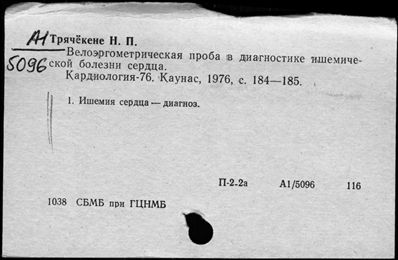 А1 Трячёкене Н. П.
5096 Велоэргометрическая проба в диагностике ишемиче-
ской болезни сердца.
Кардиология-76. Каунас, 1976, с. 184—185.
1. Ишемия сердца — диагноз.
П-2-2а А1/5096 116
1038 СБМБ при ГЦНМБ